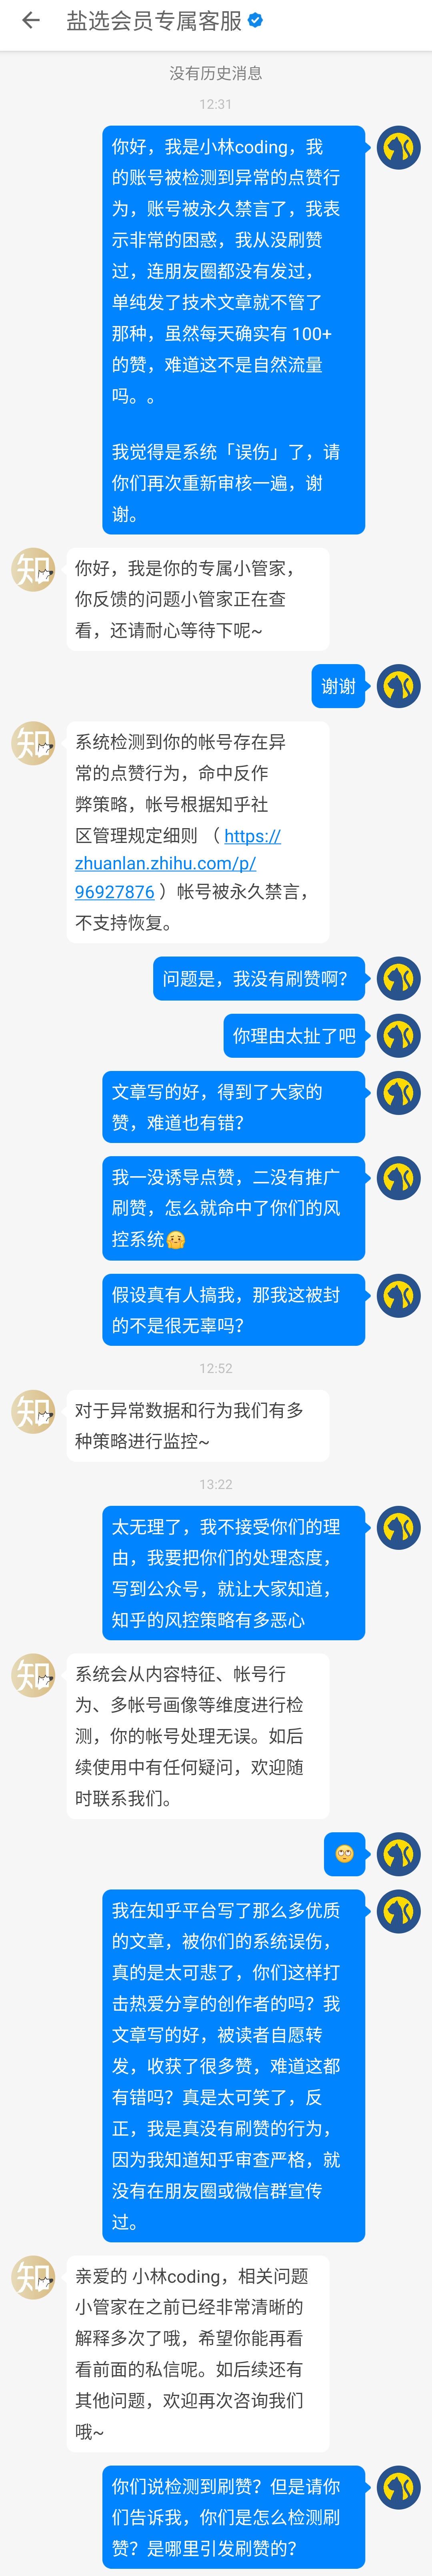 盐选会员专属客服
没有历史消息
12:31
你好，我是小林coding，我
的账号被检测到异常的点赞行
为，账号被永久禁言了，我表
示非常的困惑，我从没刷赞
过，连朋友圈都没有发过，
单纯发了技术文章就不管了
那种，虽然每天确实有 100+
的赞，难道这不是自然流量
吗。。
我觉得是系统「误伤」了，请
你们再次重新审核一遍，谢
谢。
知
你好，我是你的专属小管家，
你反馈的问题小管家正在查
看，还请耐心等待下呢~
谢谢
知
系统检测到你的帐号存在异
常的点赞行为，命中反作
弊策略，帐号根据知乎社
区管理规定细则 （ https://
zhuanlan.zhihu.com/p/
96927876 ）帐号被永久禁言，
不支持恢复。
问题是，我没有刷赞啊？
你理由太扯了吧
文章写的好，得到了大家的
赞，难道也有错？
我一没诱导点赞，二没有推广
刷赞，怎么就命中了你们的风
控系统🤗
假设真有人搞我，那我这被封
的不是很无辜吗？
12:52
知
对于异常数据和行为我们有多
种策略进行监控~
13:22
太无理了，我不接受你们的理
由，我要把你们的处理态度，
写到公众号，就让大家知道，
知乎的风控策略有多恶心
知
系统会从内容特征、帐号行
为、多帐号画像等维度进行检
测，你的帐号处理无误。如后
续使用中有任何疑问，欢迎随
时联系我们。
🙄
我在知乎平台写了那么多优质
的文章，被你们的系统误伤，
真的是太可悲了，你们这样打
击热爱分享的创作者的吗？我
文章写的好，被读者自愿转
发，收获了很多赞，难道这都
有错吗？真是太可笑了，反
正，我是真没有刷赞的行为，
因为我知道知乎审查严格，就
没有在朋友圈或微信群宣传
过。
知
亲爱的 小林coding，相关问题
小管家在之前已经非常清晰的
解释多次了哦，希望你能再看
看前面的私信呢。如后续还有
其他问题，欢迎再次咨询我们
哦~
你们说检测到刷赞？但是请你
们告诉我，你们是怎么检测刷
赞？是哪里引发刷赞的？